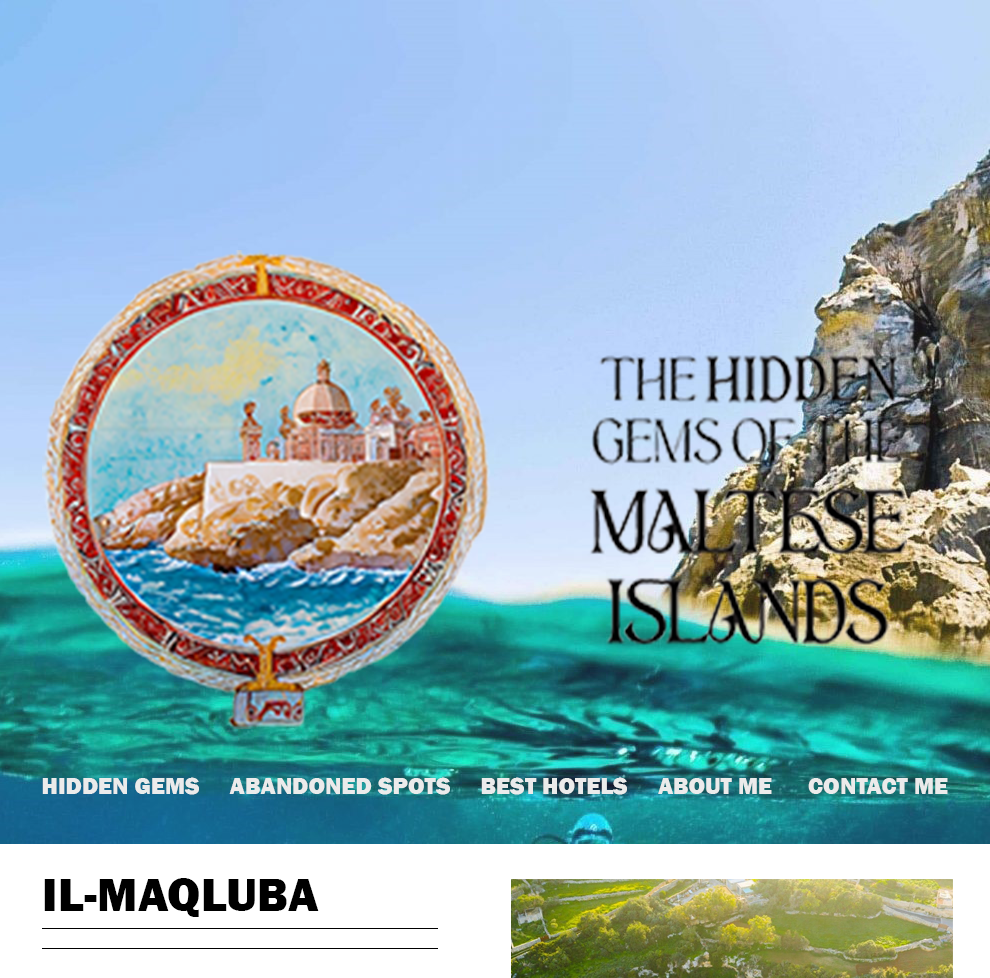 THE HIDDEN
GEMS OF THE
MALTESE
ISLANDS
HIDDEN GEMS ABANDONED SPOTS BEST HOTELS ABOUT ME CONTACT ME
IL-MAQLUBA